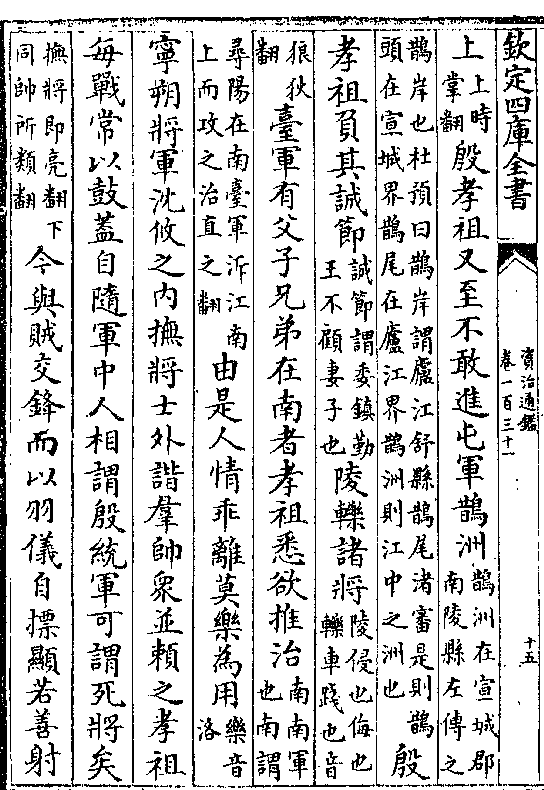 欽定四庫全書
資治通鑑
卷一百三十一
十五
上上時掌翻殷孝祖又至不敢進屯軍鵲洲鵲洲在宣城郡南陵縣左傳之
鵲岸也杜預曰鵲岸謂廬江舒縣鵲尾渚審是則鵲頭在宣城界鵲尾在廬江界鵲洲則江中之洲也殷
孝祖負其誠節誠節謂委鎮勤王不顧妻子也陵轢諸將陵侵也侮也轢車踐也音
狼狄翻臺軍有父子兄弟在南者孝祖悉欲推治南南軍也南謂
尋陽在南臺軍泝江南上而攻之治直之翻由是人情乖離莫樂為用樂音洛
寧朔將軍沈攸之内撫將士外諧羣帥衆並賴之孝祖
每戰常以鼓蓋自隨軍中人相謂殷統軍可謂死將矣
撫將即亮翻下同帥所類翻今與賊交鋒而以羽儀自摽顯若善射